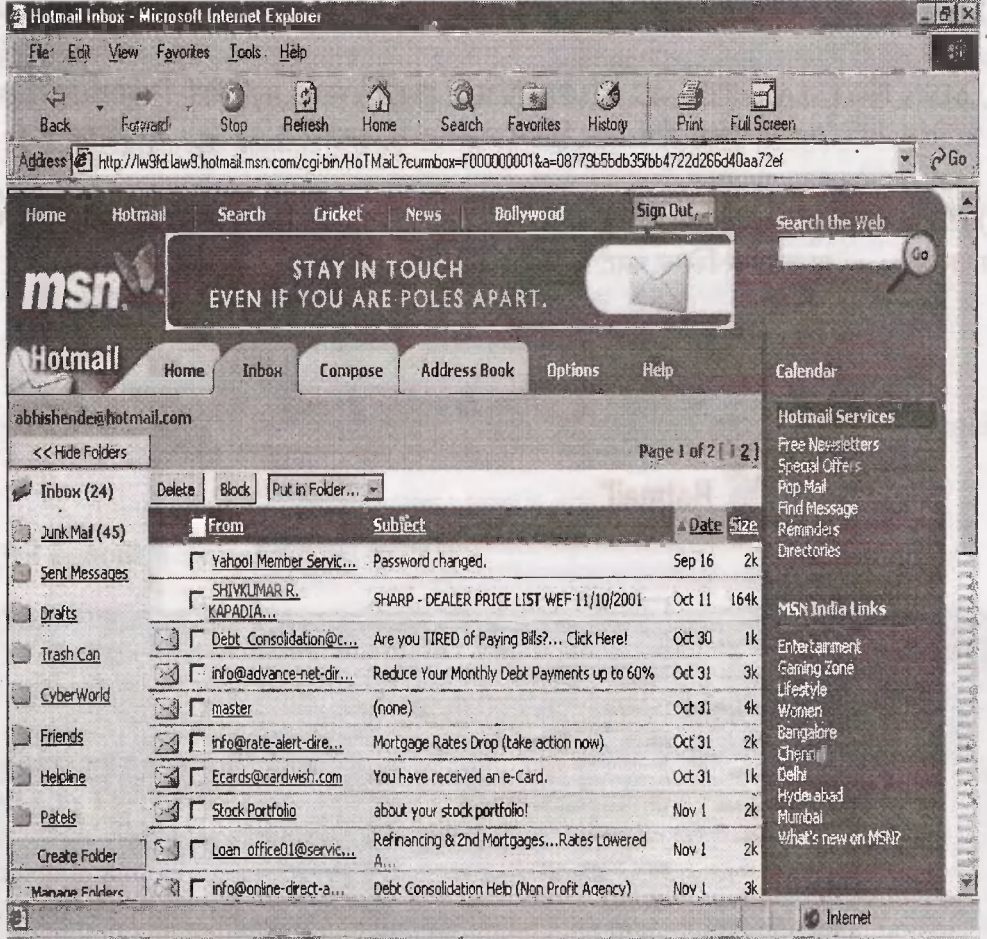 Hotmail Inbox - Microsoft Internet Explorer
File Edit View Favorites Tools Help
Back Forward Stop Refresh Home Search Favorites History Print Full Screen
Address http://lw9fd.law9.hotmail.msn.com/cgi-bin/HoTMaiL?curmbox=F000000001&a=08779b5bdb35fbb4722d266d40aa72ef Go
Home Hotmail Search Cricket News Bollywood Sign Out
Search the Web
Go
msn
STAY IN TOUCH
EVEN IF YOU ARE POLES APART.
Hotmail Home Inbox Compose Address Book Options Help Calendar
abhishende@hotmail.com
<< Hide Folders
Page 1 of 2 [ 1 2 ]
Inbox (24)
Junk Mail (45)
Sent Messages
Drafts
Trash Can
CyberWorld
Friends
Helpline
Patels
Create Folder
Manage Folders
Delete Block Put in Folder...
From Subject Date Size
Yahoo! Member Servic... Password changed. Sep 16 2k
SHIVKUMAR R.
KAPADIA... SHARP - DEALER PRICE LIST WEF 11/10/2001 Oct 11 164k
Debt_Consolidation@c... Are you TIRED of Paying Bills?... Click Here! Oct 30 1k
info@advance-net-dir... Reduce Your Monthly Debt Payments up to 60% Oct 31 3k
master (none) Oct 31 4k
info@rate-alert-dire... Mortgage Rates Drop (take action now) Oct 31 2k
Ecards@cardwish.com You have received an e-Card. Oct 31 1k
Stock Portfolio about your stock portfolio! Nov 1 2k
Loan_office01@servic... Refinancing & 2nd Mortgages...Rates Lowered
A... Nov 1 2k
info@online-direct-a... Debt Consolidation Help (Non Profit Agency) Nov 1 3k
Hotmail Services
Free Newsletters
Special Offers
Pop Mail
Find Message
Reminders
Directories
MSN India Links
Entertainment
Gaming Zone
Lifestyle
Women
Bangalore
Chennai
Delhi
Hyderabad
Mumbai
What's new on MSN?
Internet